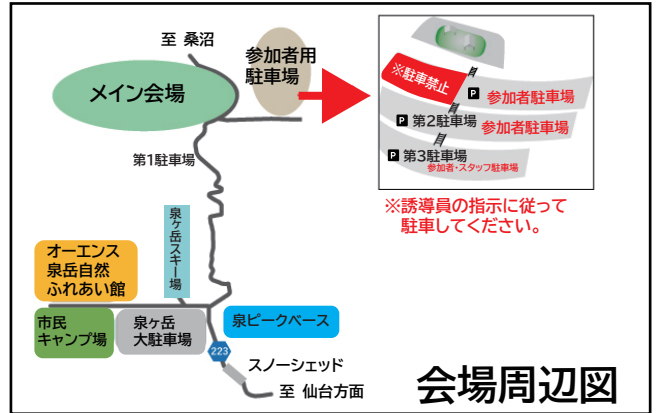 至 桑沼
参加者用
駐車場
メイン会場
第1駐車場
泉ヶ岳スキー場
オーエンス
泉岳自然
ふれあい館
市民
キャンプ場
泉ヶ岳
大駐車場
泉ピークベース
223
スノーシェッド
至 仙台方面
※駐車禁止
P 参加者駐車場
P 第2駐車場 参加者駐車場
P 第3駐車場
参加者・スタッフ駐車場
※誘導員の指示に従って
駐車してください。
会場周辺図